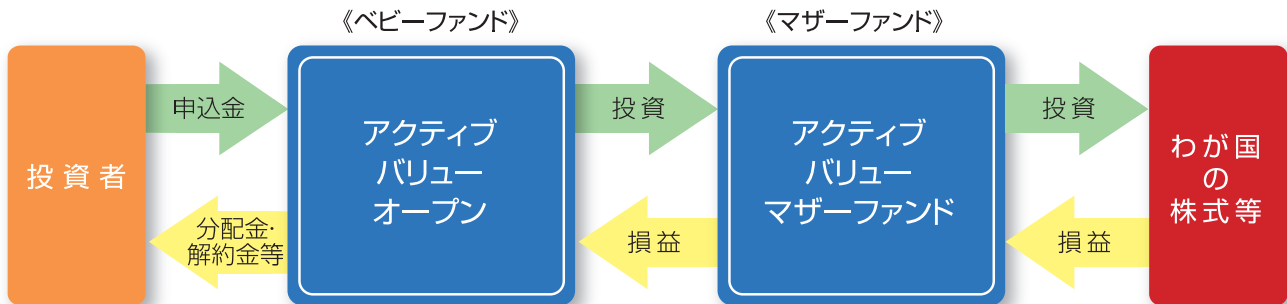 《ベビーファンド》
《マザーファンド》
投資者
申込金
分配金・
解約金等
アクティブ
バリュー
オープン
投資
損益
アクティブ
バリュー
マザーファンド
投資
損益
わが国
の
株式等